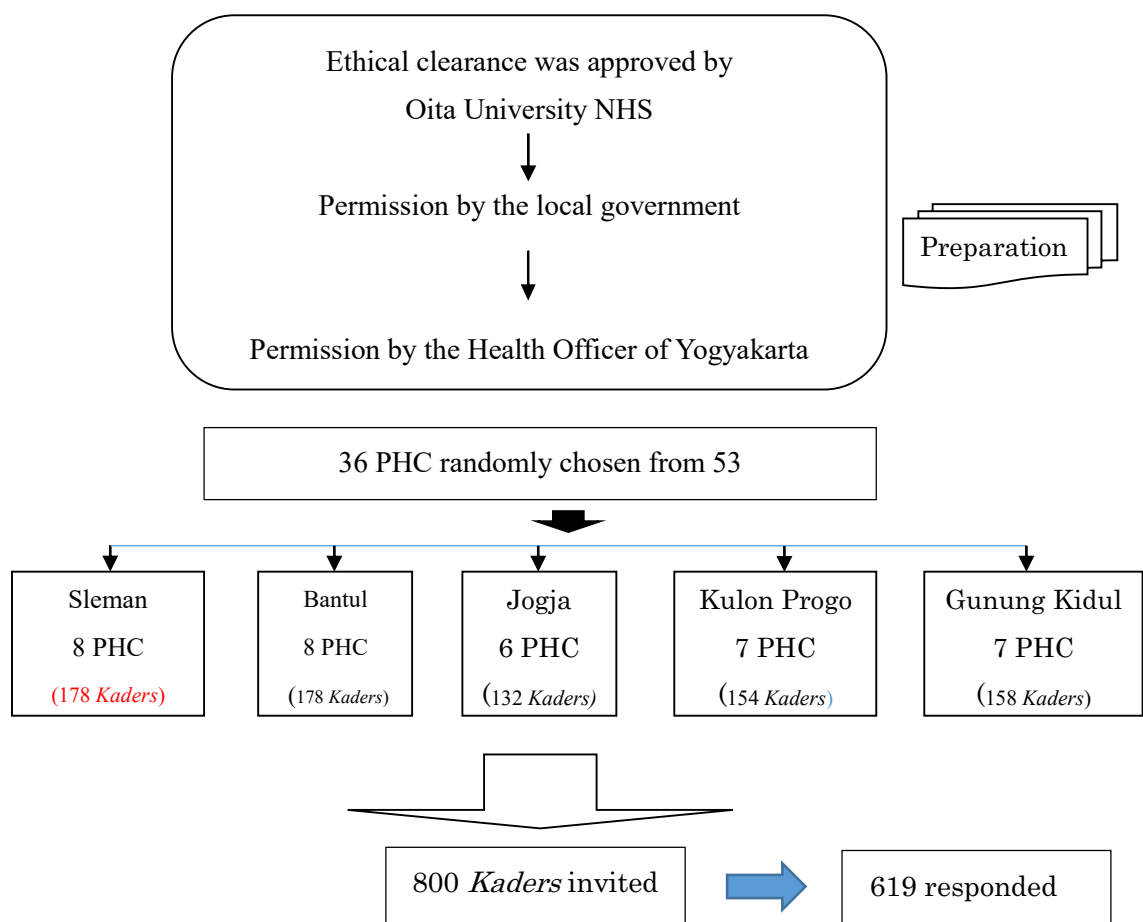 Ethical clearance was approved by
Oita University NHS
Permission by the local government
Preparation
Permission by the Health Officer of Yogyakarta
36 PHC randomly chosen from 53
Sleman
8 PHC
(178 Kaders)
Bantul
8 PHC
(178 Kaders)
Jogja
6 PHC
(132 Kaders)
Kulon Progo
7 PHC
(154 Kaders)
Gunung Kidul
7 PHC
(158 Kaders)
800 Kaders invited
619 responded